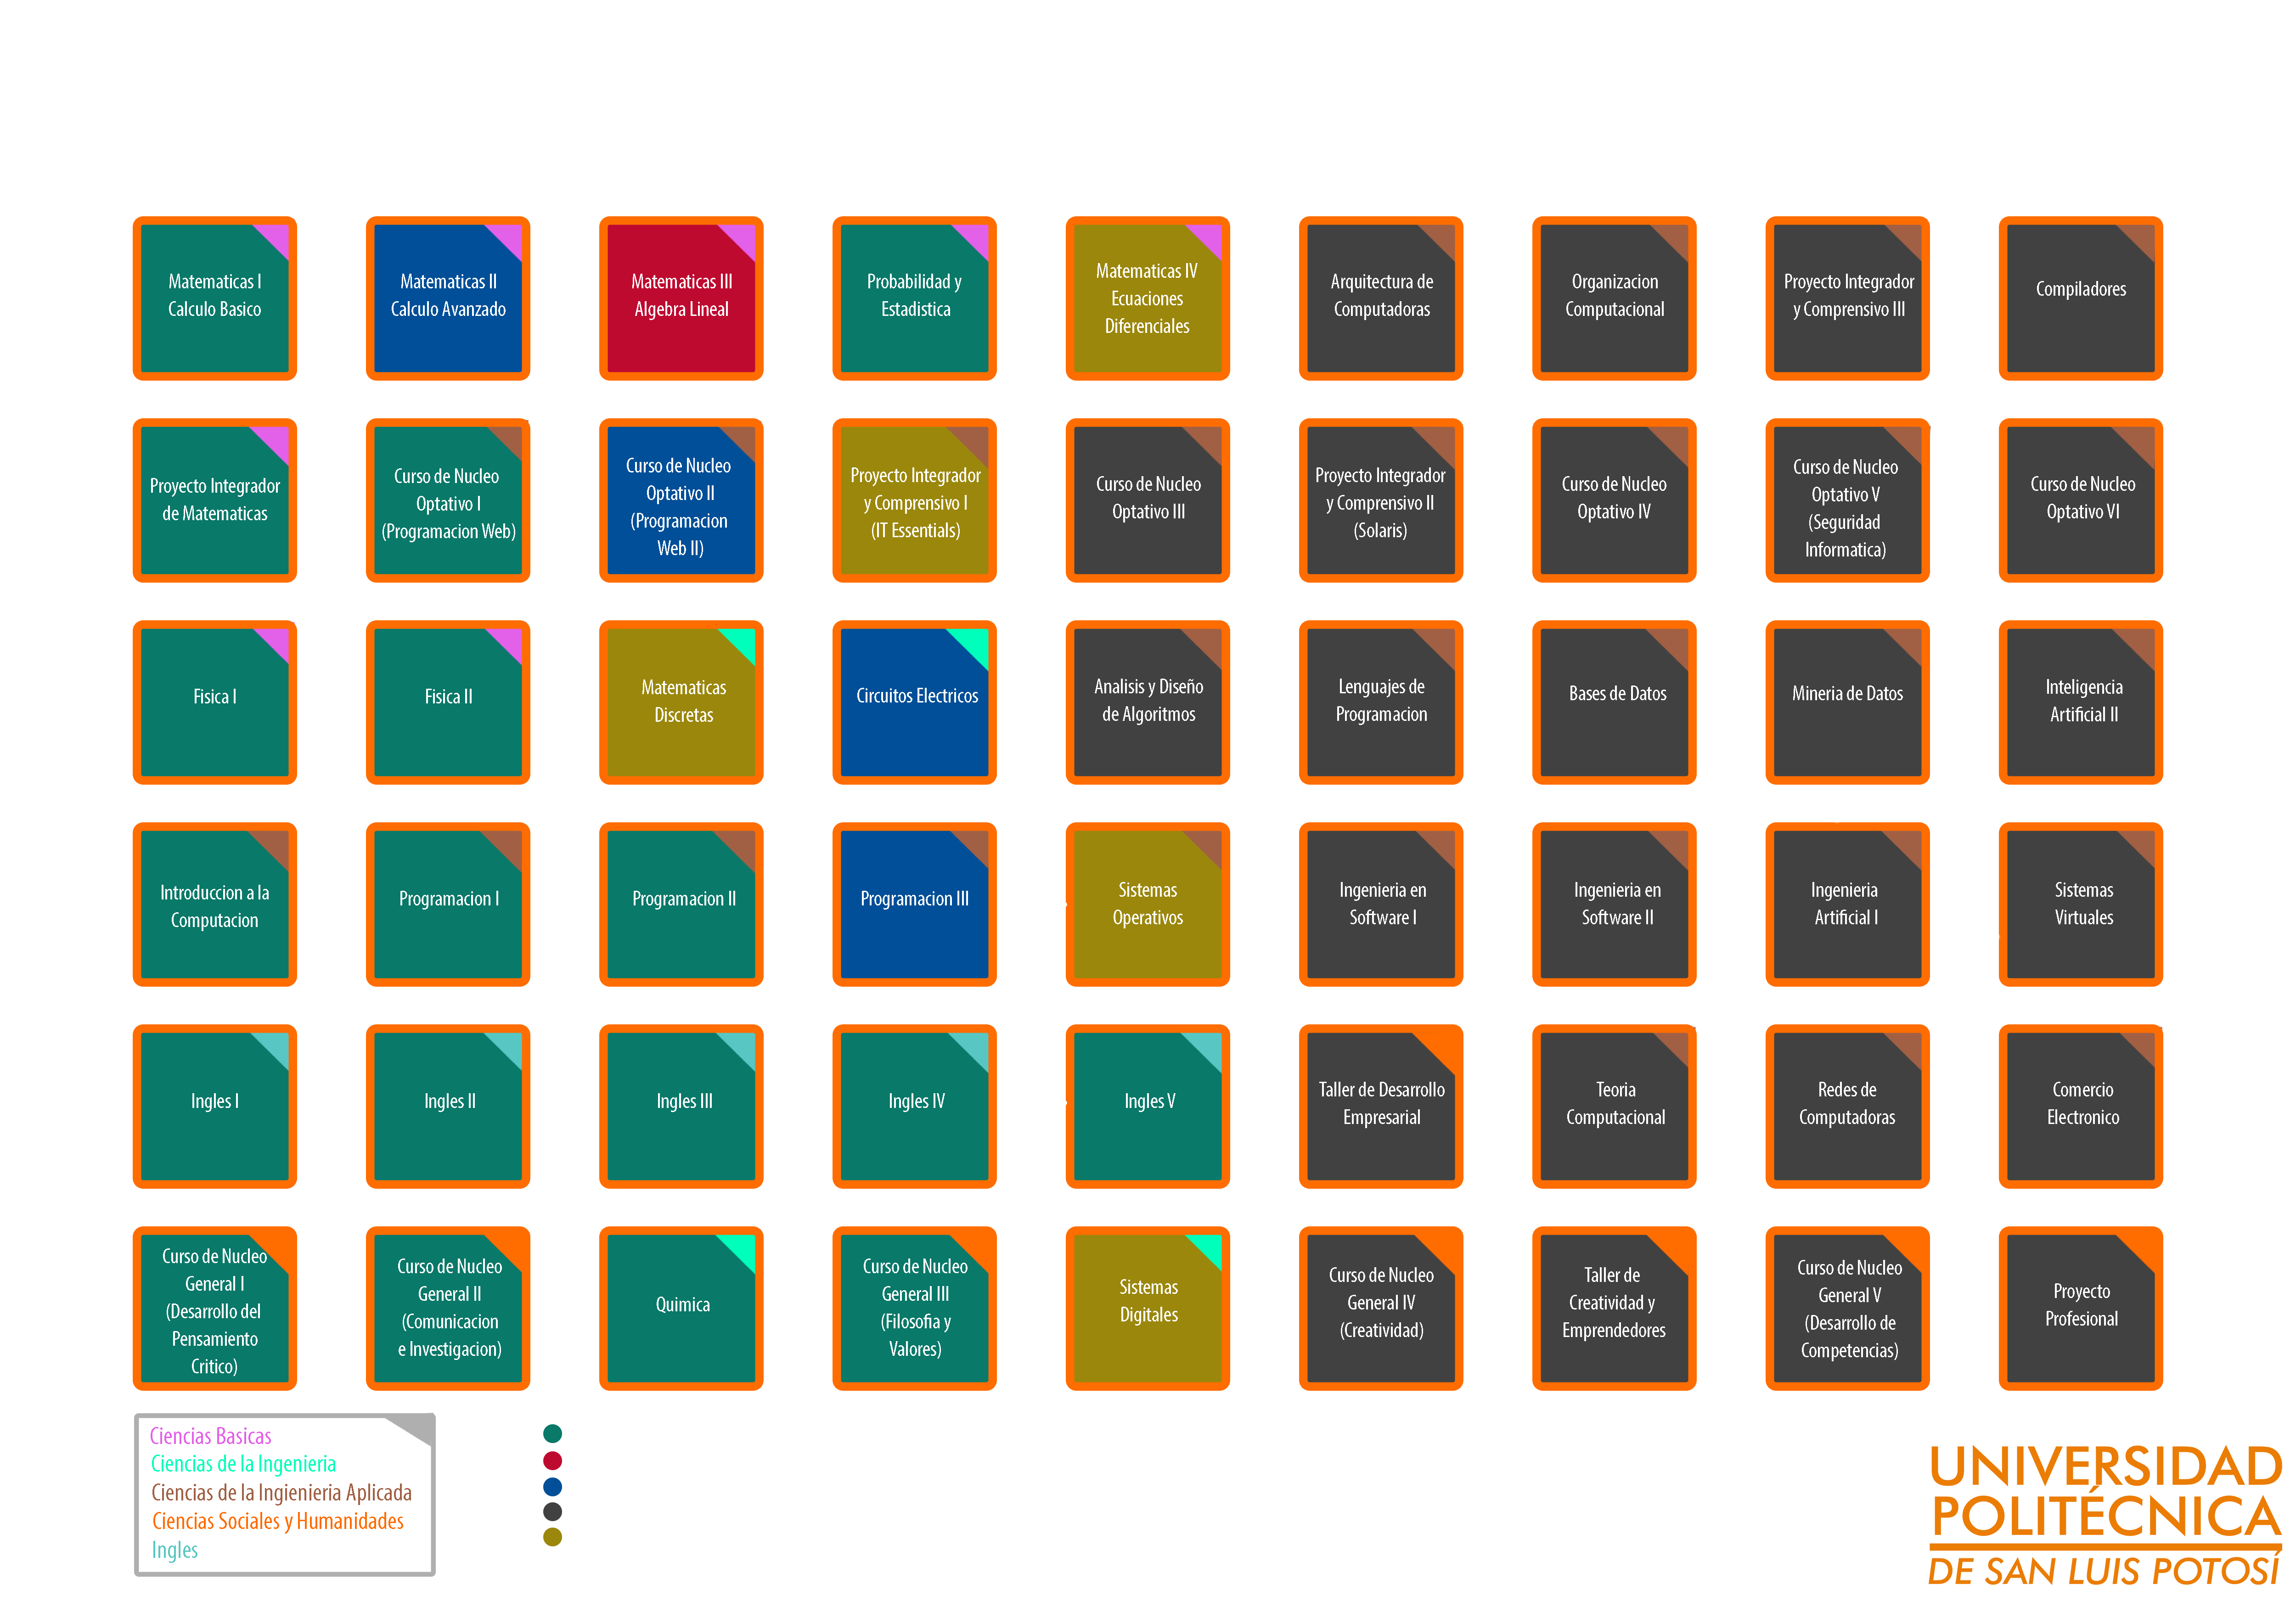 Matematicas I
Calculo Basico
Matematicas II
Calculo Avanzado
Matematicas III
Algebra Lineal
Probabilidad y
Estadistica
Matematicas IV
Ecuaciones
Diferenciales
Arquitectura de
Computadoras
Organizacion
Computacional
Proyecto Integrador
y Comprensivo III
Compiladores
Proyecto Integrador
de Matematicas
Curso de Nucleo
Optativo I
(Programacion Web)
Curso de Nucleo
Optativo II
(Programacion
Web II)
Proyecto Integrador
y Comprensivo I
(IT Essentials)
Curso de Nucleo
Optativo III
Proyecto Integrador
y Comprensivo II
(Solaris)
Curso de Nucleo
Optativo IV
Curso de Nucleo
Optativo V
(Seguridad
Informatica)
Curso de Nucleo
Optativo VI
Fisica I
Fisica II
Matematicas
Discretas
Circuitos Electricos
Analisis y Diseño
de Algoritmos
Lenguajes de
Programacion
Bases de Datos
Mineria de Datos
Inteligencia
Artificial II
Introduccion a la
Computacion
Programacion I
Programacion II
Programacion III
Sistemas
Operativos
Ingenieria en
Software I
Ingenieria en
Software II
Ingenieria
Artificial I
Sistemas
Virtuales
Ingles I
Ingles II
Ingles III
Ingles IV
Ingles V
Taller de Desarrollo
Empresarial
Teoria
Computacional
Redes de
Computadoras
Comercio
Electronico
Curso de Nucleo
General I
(Desarrollo del
Pensamiento
Critico)
Curso de Nucleo
General II
(Comunicacion
e Investigacion)
Quimica
Curso de Nucleo
General III
(Filosofia y
Valores)
Sistemas
Digitales
Curso de Nucleo
General IV
(Creatividad)
Taller de
Creatividad y
Emprendedores
Curso de Nucleo
General V
(Desarrollo de
Competencias)
Proyecto
Profesional
Ciencias Basicas
Ciencias de la Ingenieria
Ciencias de la Ingienieria Aplicada
Ciencias Sociales y Humanidades
Ingles
UNIVERSIDAD
POLITÉCNICA
DE SAN LUIS POTOSÍ